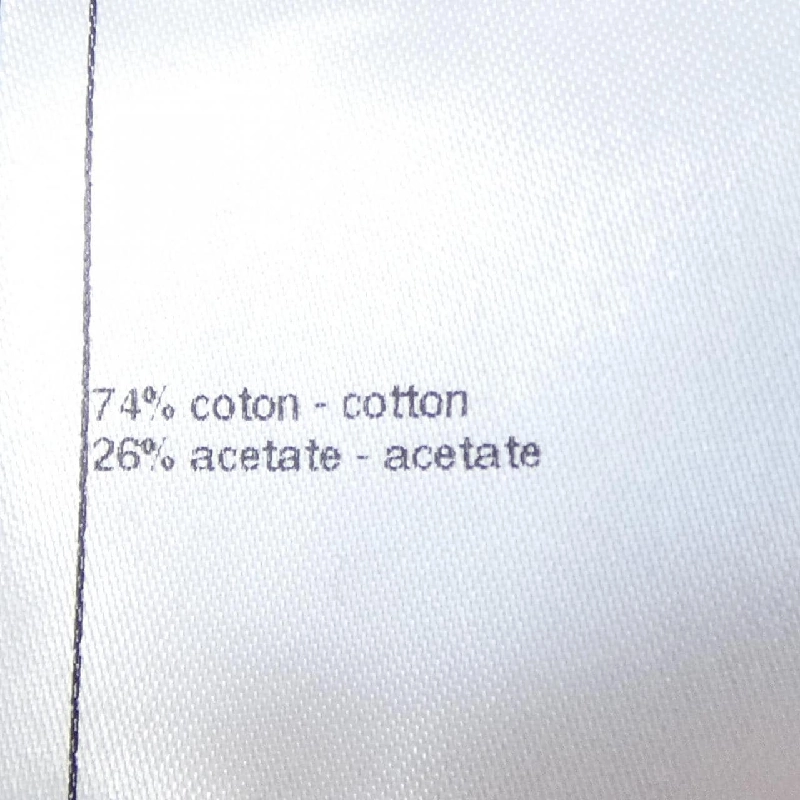 74% coton - cotton
26% acetate - acetate